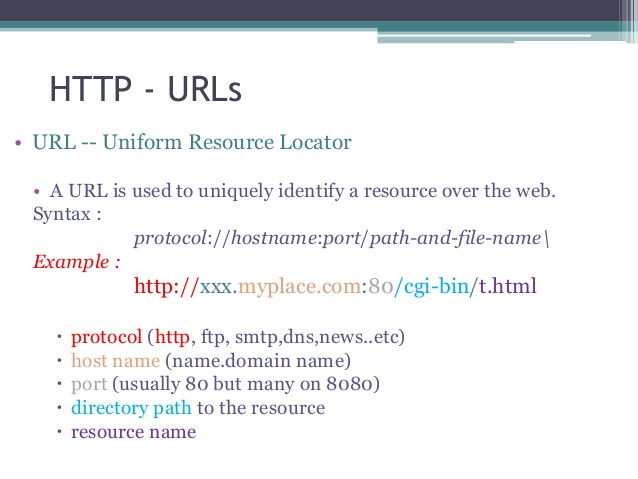 HTTP - URLs
• URL -- Uniform Resource Locator
• A URL is used to uniquely identify a resource over the web.
Syntax :
protocol://hostname:port/path-and-file-name\
Example :
http://xxx.myplace.com:80/cgi-bin/t.html
▪ protocol (http, ftp, smtp,dns,news..etc)
▪ host name (name.domain name)
▪ port (usually 80 but many on 8080)
▪ directory path to the resource
▪ resource name